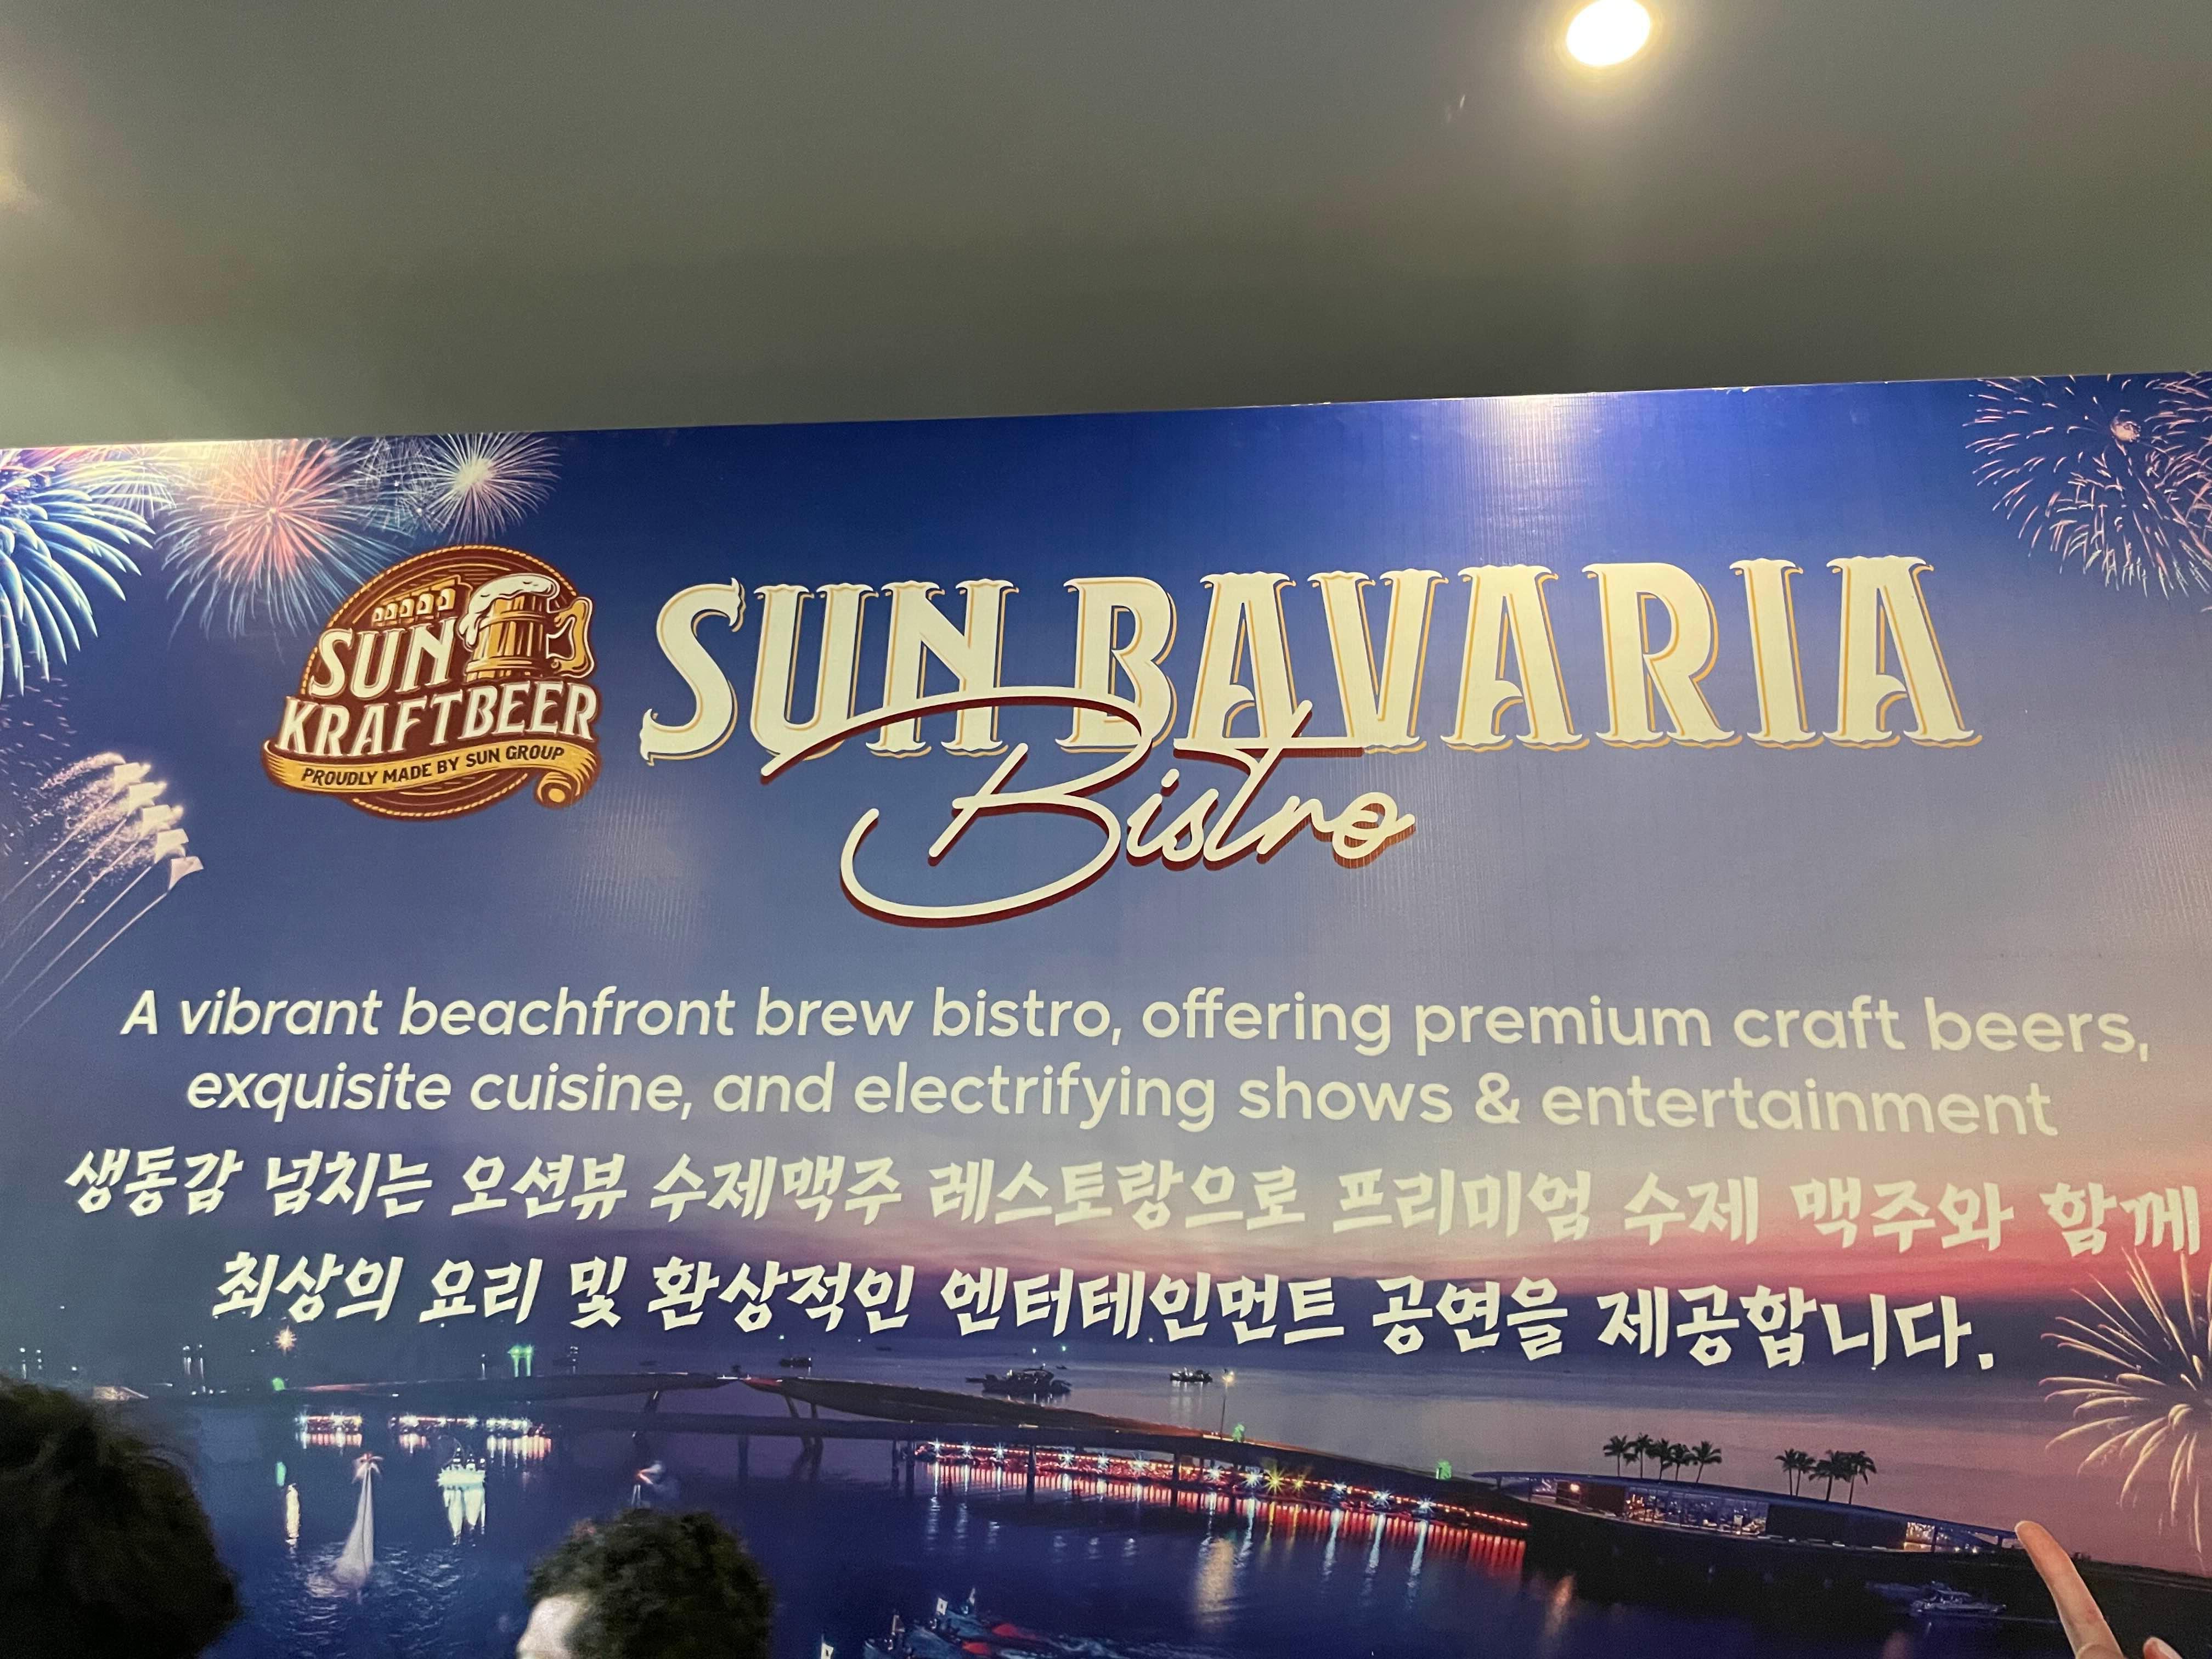 SUN
KRAFTBEER
PROUDLY MADE BY SUN GROUP
SUN BAVARIA
Bistro
A vibrant beachfront brew bistro, offering premium craft beers,
exquisite cuisine, and electrifying shows & entertainment
생동감 넘치는 오션뷰 수제맥주 레스토랑으로 프리미엄 수제 맥주와 함께
최상의 요리 및 환상적인 엔터테인먼트 공연을 제공합니다.